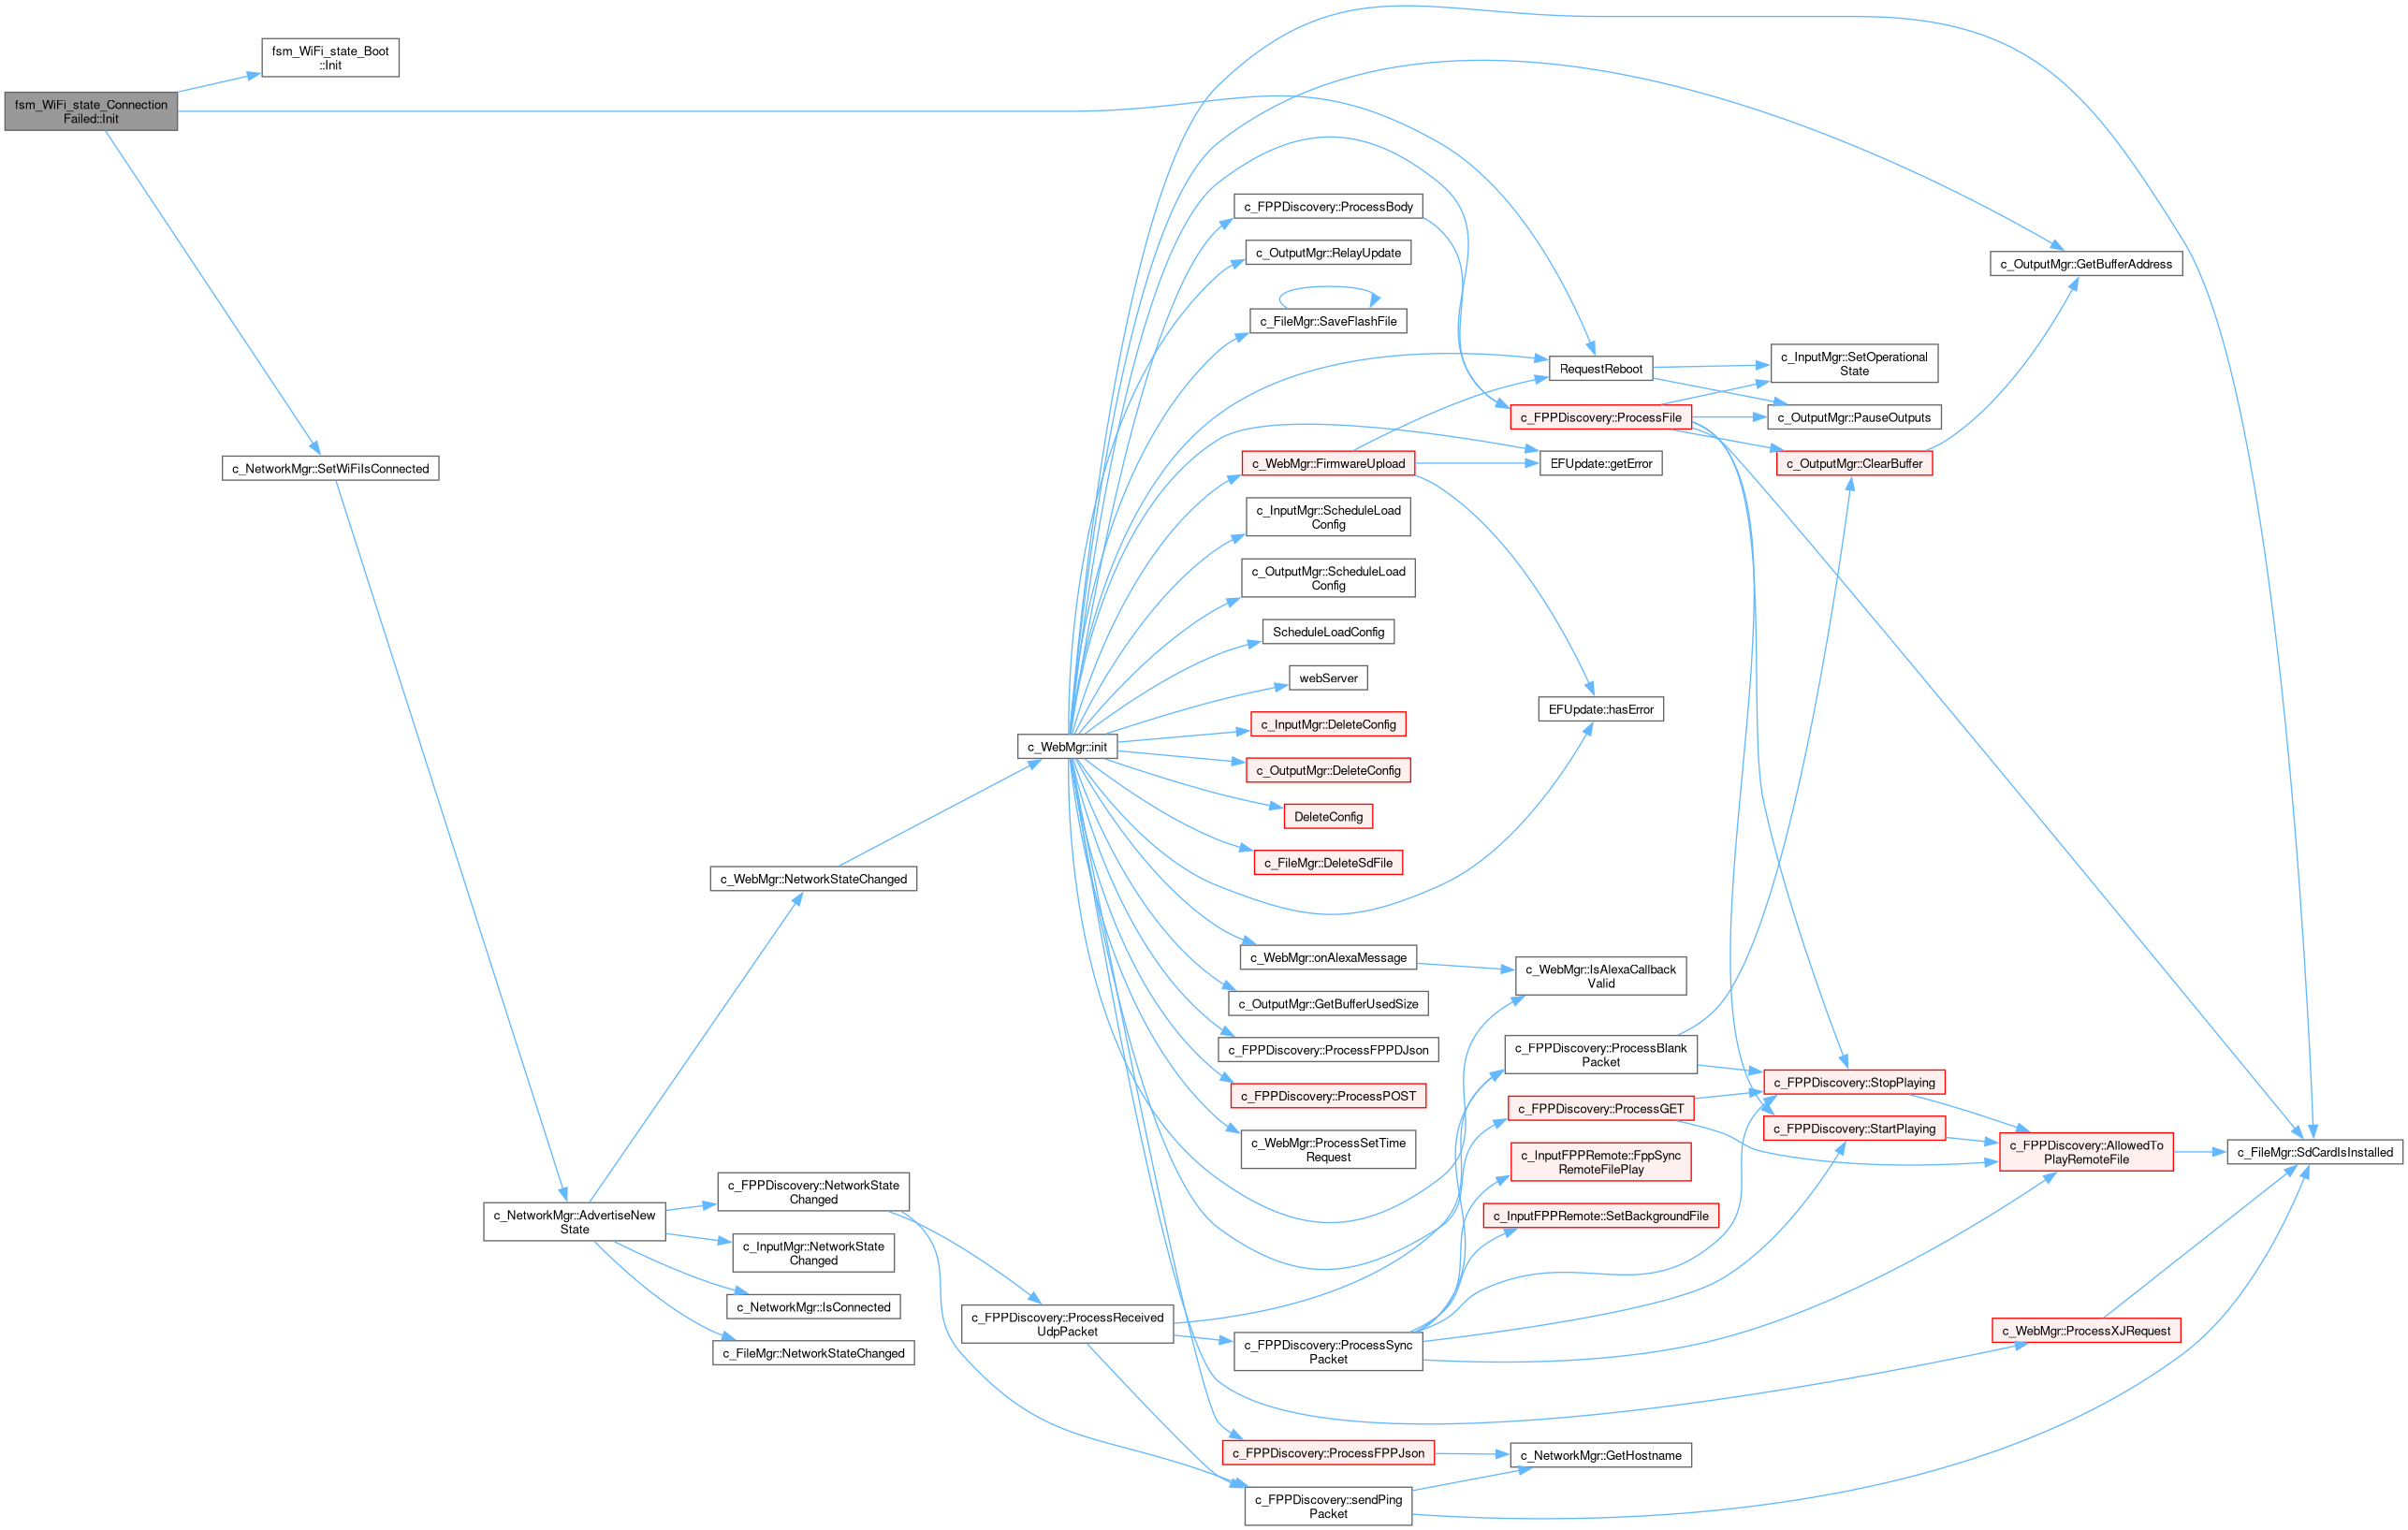 fsm_WiFi_state_Boot
::Init
fsm_WiFi_state_Connection
Failed::Init
c_NetworkMgr::SetWiFiIsConnected
c_NetworkMgr::AdvertiseNew
State
c_WebMgr::NetworkStateChanged
c_FPPDiscovery::NetworkState
Changed
c_InputMgr::NetworkState
Changed
c_NetworkMgr::IsConnected
c_FileMgr::NetworkStateChanged
c_WebMgr::init
c_FPPDiscovery::ProcessReceived
UdpPacket
c_FPPDiscovery::ProcessBody
c_OutputMgr::RelayUpdate
c_FileMgr::SaveFlashFile
c_WebMgr::FirmwareUpload
c_InputMgr::ScheduleLoad
Config
c_OutputMgr::ScheduleLoad
Config
ScheduleLoadConfig
webServer
c_InputMgr::DeleteConfig
c_OutputMgr::DeleteConfig
DeleteConfig
c_FileMgr::DeleteSdFile
c_WebMgr::onAlexaMessage
c_OutputMgr::GetBufferUsedSize
c_FPPDiscovery::ProcessFPPDJson
c_FPPDiscovery::ProcessPOST
c_WebMgr::ProcessSetTime
Request
c_FPPDiscovery::ProcessSync
Packet
c_FPPDiscovery::ProcessFPPJson
c_FPPDiscovery::sendPing
Packet
RequestReboot
c_FPPDiscovery::ProcessFile
EFUpdate::getError
EFUpdate::hasError
c_WebMgr::IsAlexaCallback
Valid
c_FPPDiscovery::ProcessBlank
Packet
c_FPPDiscovery::ProcessGET
c_InputFPPRemote::FppSync
RemoteFilePlay
c_InputFPPRemote::SetBackgroundFile
c_NetworkMgr::GetHostname
c_InputMgr::SetOperational
State
c_OutputMgr::PauseOutputs
c_OutputMgr::ClearBuffer
c_FPPDiscovery::StopPlaying
c_FPPDiscovery::StartPlaying
c_OutputMgr::GetBufferAddress
c_FPPDiscovery::AllowedTo
PlayRemoteFile
c_WebMgr::ProcessXJRequest
c_FileMgr::SdCardIsInstalled